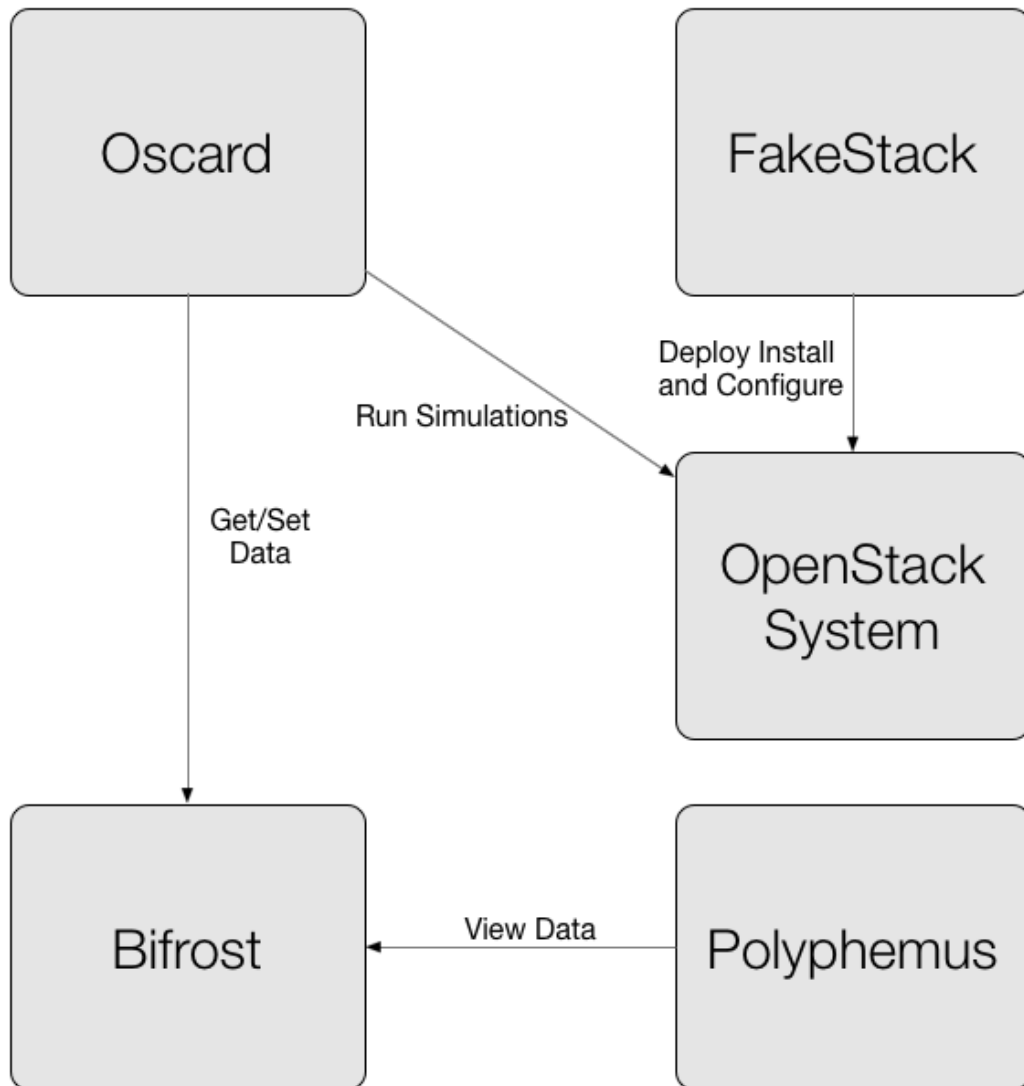 Oscard
FakeStack
Deploy Install
and Configure
Run Simulations
Get/Set
Data
OpenStack
System
Bifrost
View Data
Polyphemus